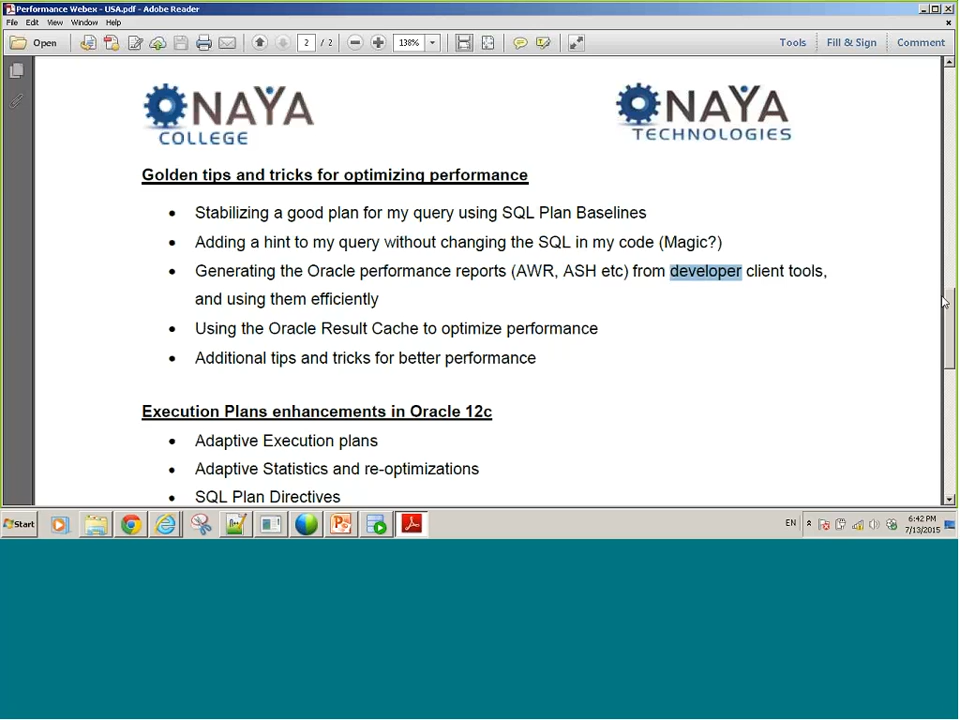 Performance Webex - USA.pdf - Adobe Reader
File Edit View Window Help
Open 2 / 2 138% Tools Fill & Sign Comment
NAYA COLLEGE
NAYA TECHNOLOGIES
Golden tips and tricks for optimizing performance
• Stabilizing a good plan for my query using SQL Plan Baselines
• Adding a hint to my query without changing the SQL in my code (Magic?)
• Generating the Oracle performance reports (AWR, ASH etc) from developer client tools,
and using them efficiently
• Using the Oracle Result Cache to optimize performance
• Additional tips and tricks for better performance
Execution Plans enhancements in Oracle 12c
• Adaptive Execution plans
• Adaptive Statistics and re-optimizations
• SQL Plan Directives
Start EN 6:42 PM
7/13/2015